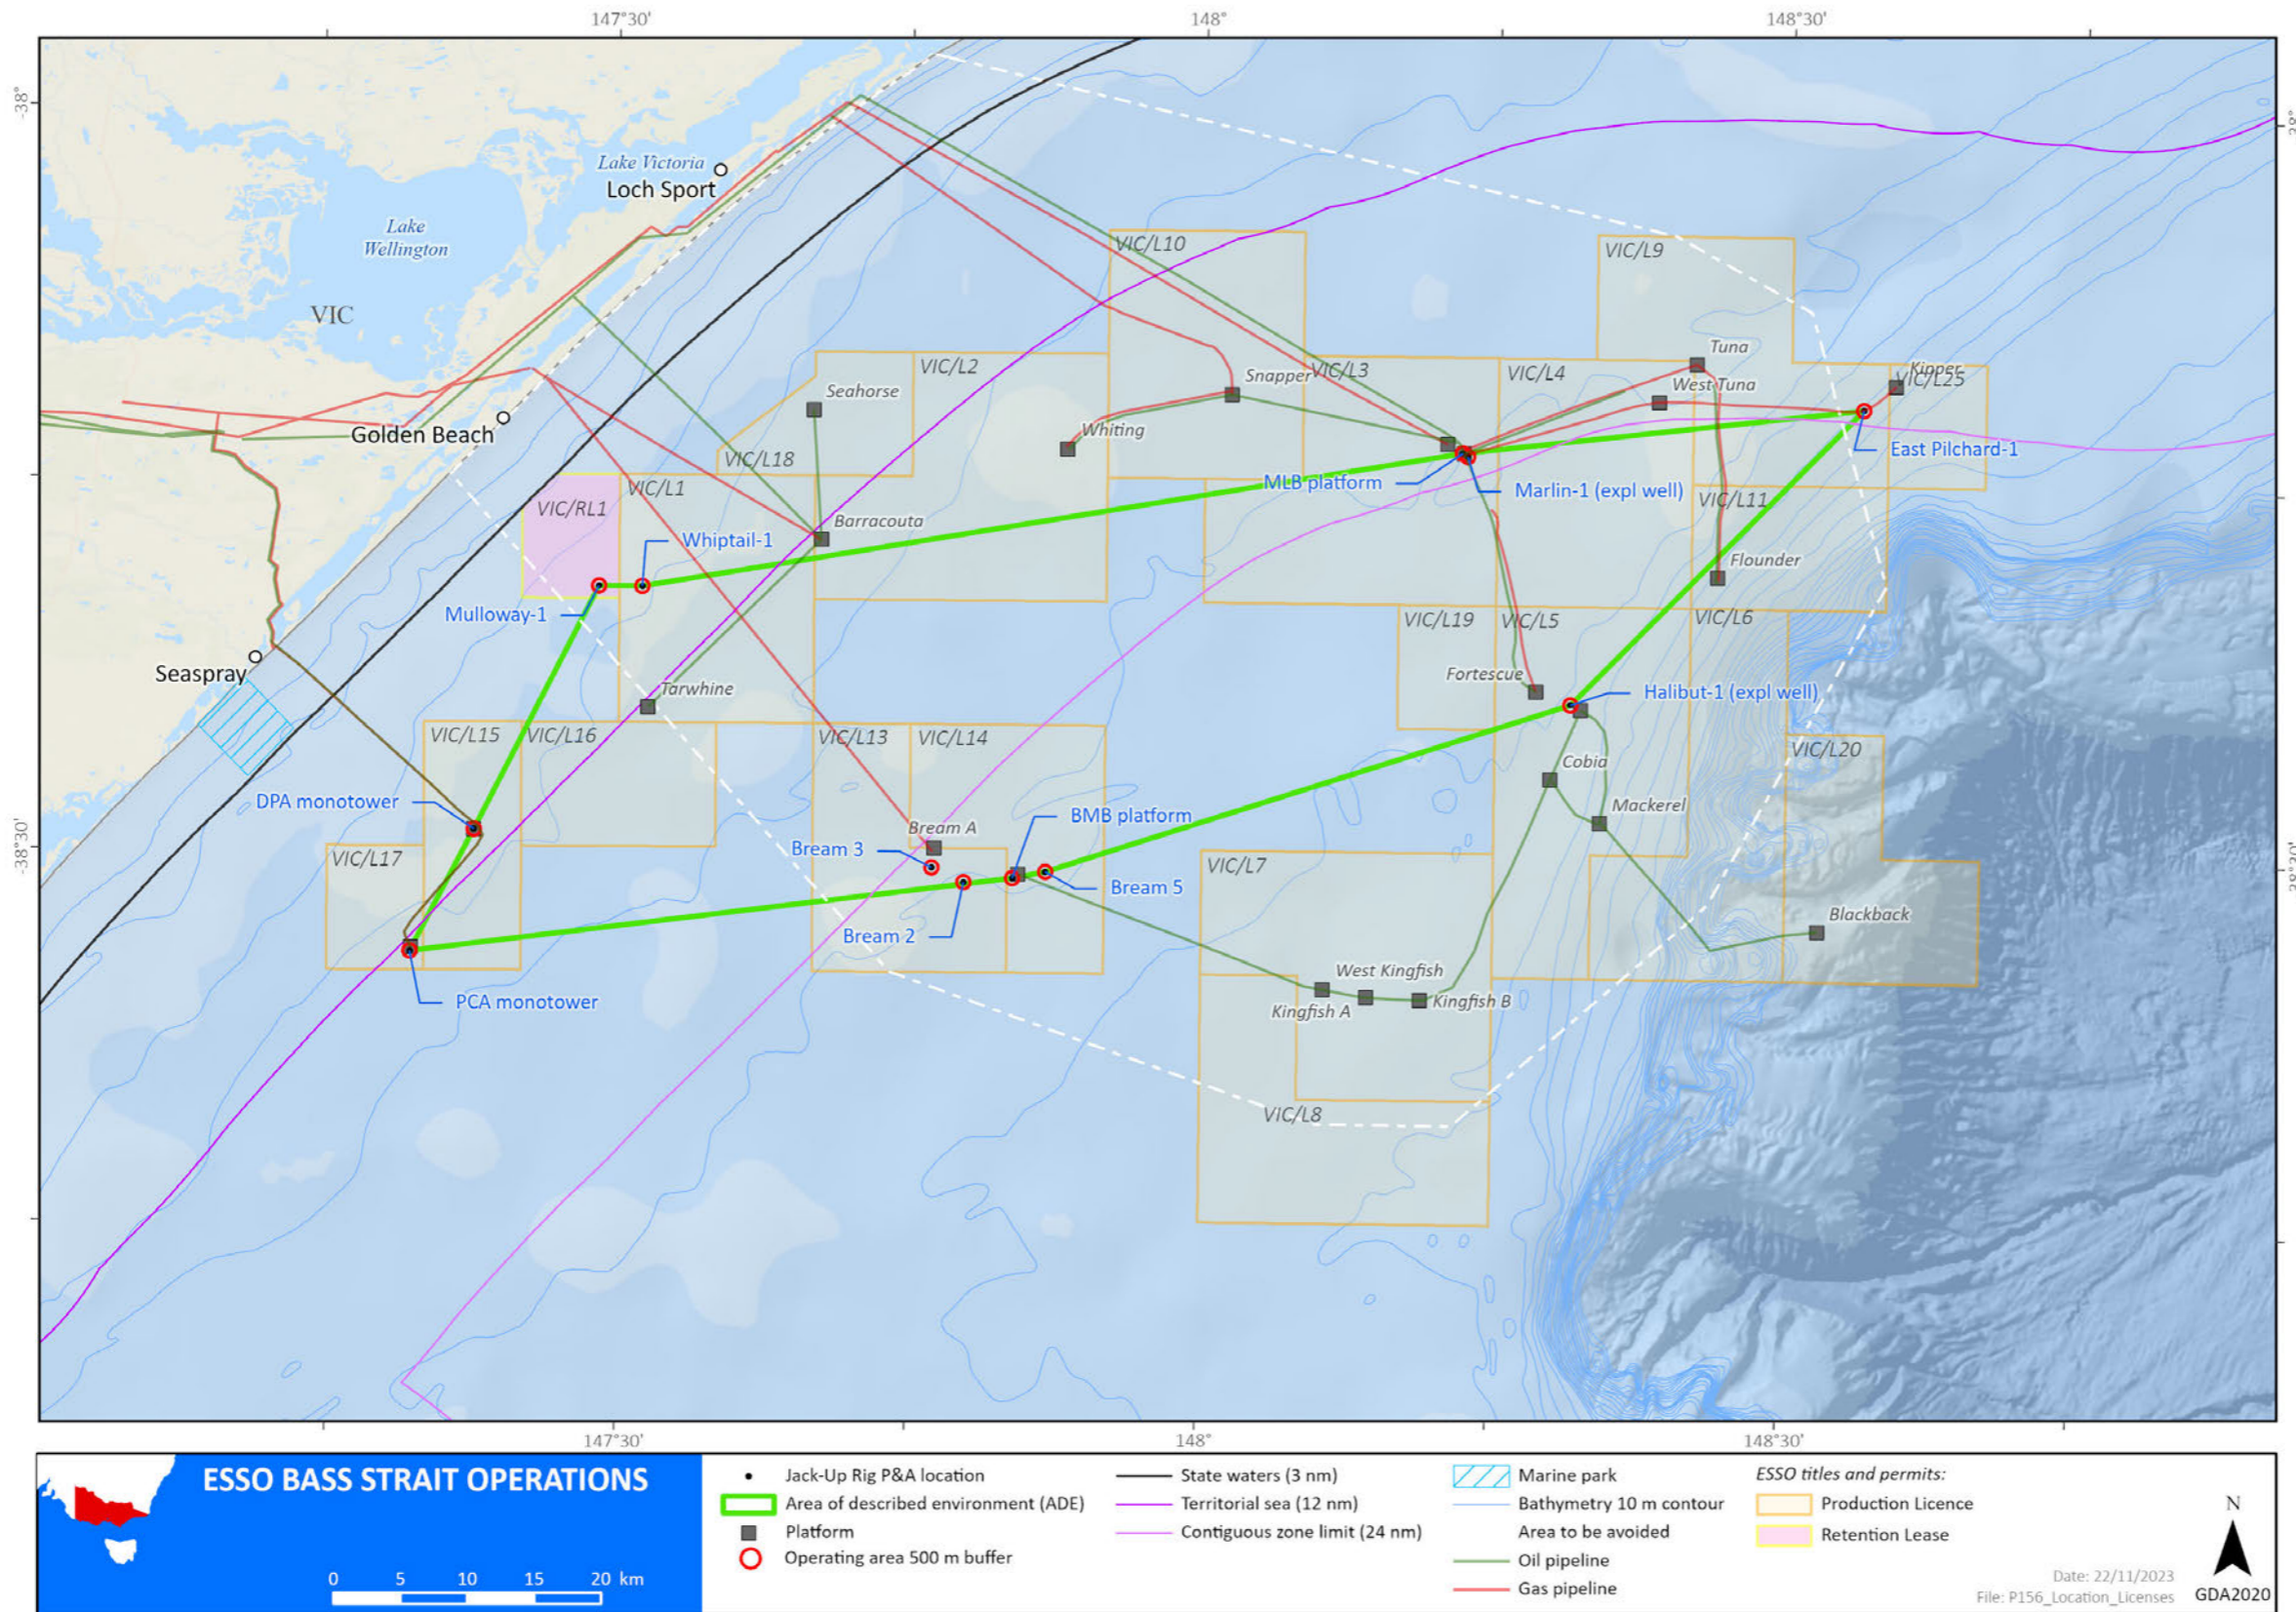 147°30'
148°
148°30'
-38°
38°
Lake Victoria
Loch Sport
Lake
Wellington
VIC
VIC/L10
VIC/L9
Tuna
Kipper
VIC/L25
Snapper
VIC/L3
VIC/L4
West Tuna
VIC/L2
Seahorse
Whiting
Golden Beach
East Pilchard-1
VIC/L18
MLB platform
Marlin-1 (expl well)
VIC/RL1
VIC/L1
VIC/L11
Barracouta
Whiptail-1
Flounder
Mulloway-1
VIC/L19
VIC/L5
VIC/L6
Seaspray
Fortescue
Tarwhine
Halibut-1 (expl well)
VIC/L15
VIC/L16
VIC/L13
VIC/L14
VIC/L20
Cobia
DPA monotower
Mackerel
BMB platform
Bream A
-38°30'
38°30'
Bream 3
VIC/L17
VIC/L7
Bream 5
Blackback
Bream 2
West Kingfish
PCA monotower
Kingfish A
Kingfish B
VIC/L8
147°30'
148°
148°30'
ESSO BASS STRAIT OPERATIONS
0 5 10 15 20 km
Jack-Up Rig P&A location
Area of described environment (ADE)
Platform
Operating area 500 m buffer
State waters (3 nm)
Territorial sea (12 nm)
Contiguous zone limit (24 nm)
Marine park
Bathymetry 10 m contour
Area to be avoided
Oil pipeline
Gas pipeline
ESSO titles and permits:
Production Licence
Retention Lease
N
GDA2020
Date: 22/11/2023
File: P156_Location_Licenses